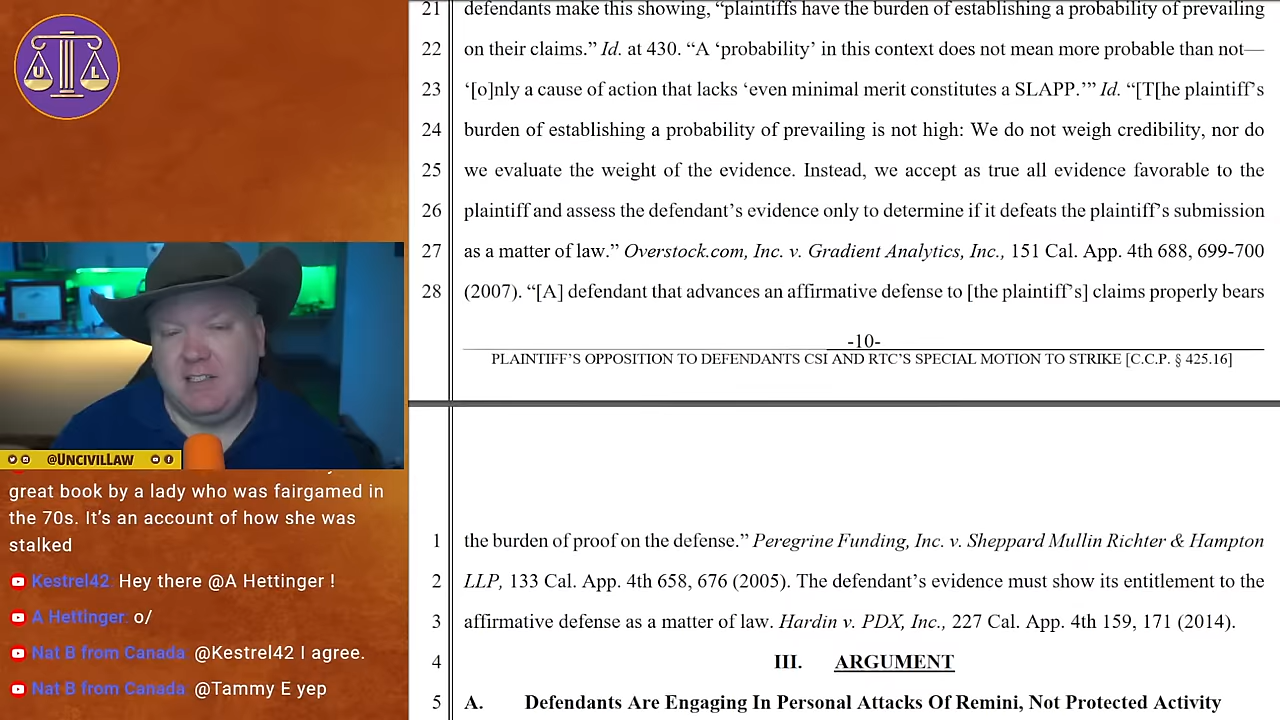 U L
@UNCIVILLAW
great book by a lady who was fairgamed in
the 70s. It’s an account of how she was
stalked
Kestrel42 Hey there @A Hettinger !
A Hettinger o/
Nat B from Canada @Kestrel42 I agree.
Nat B from Canada @Tammy E yep
21 defendants make this showing, “plaintiffs have the burden of establishing a probability of prevailing
22 on their claims.” Id. at 430. “A ‘probability’ in this context does not mean more probable than not—
23 ‘[o]nly a cause of action that lacks ‘even minimal merit constitutes a SLAPP.’” Id. “[T[he plaintiff’s
24 burden of establishing a probability of prevailing is not high: We do not weigh credibility, nor do
25 we evaluate the weight of the evidence. Instead, we accept as true all evidence favorable to the
26 plaintiff and assess the defendant’s evidence only to determine if it defeats the plaintiff’s submission
27 as a matter of law.” Overstock.com, Inc. v. Gradient Analytics, Inc., 151 Cal. App. 4th 688, 699-700
28 (2007). “[A] defendant that advances an affirmative defense to [the plaintiff’s] claims properly bears
-10-
PLAINTIFF’S OPPOSITION TO DEFENDANTS CSI AND RTC’S SPECIAL MOTION TO STRIKE [C.C.P. § 425.16]
1 the burden of proof on the defense.” Peregrine Funding, Inc. v. Sheppard Mullin Richter & Hampton
2 LLP, 133 Cal. App. 4th 658, 676 (2005). The defendant’s evidence must show its entitlement to the
3 affirmative defense as a matter of law. Hardin v. PDX, Inc., 227 Cal. App. 4th 159, 171 (2014).
4 III. ARGUMENT
5 A. Defendants Are Engaging In Personal Attacks Of Remini, Not Protected Activity